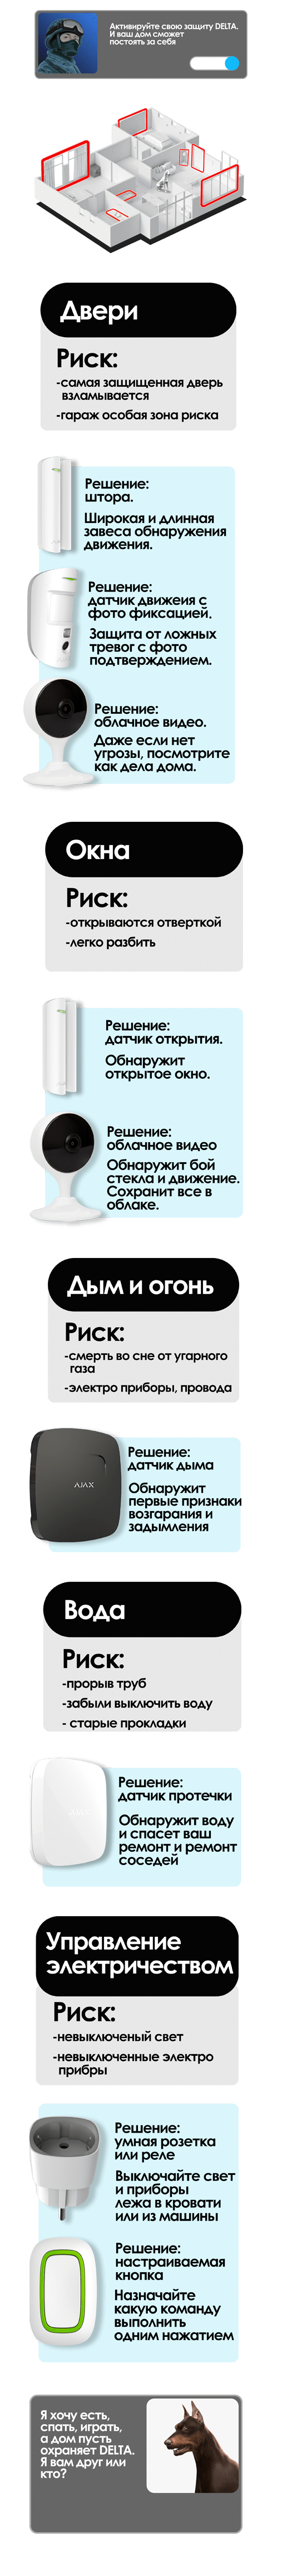 Активируйте свою защиту DELTA.
И ваш дом сможет
постоять за себя
Двери
Риск:
-самая защищенная дверь
взламывается
-гараж особая зона риска
Решение:
штора.
Широкая и длинная
завеса обнаружения
движения.
Решение:
датчик движеия с
фото фиксацией.
Защита от ложных
тревог с фото
подтверждением.
Решение:
облачное видео.
Даже если нет
угрозы, посмотрите
как дела дома.
Окна
Риск:
-открываются отверткой
-легко разбить
Решение:
датчик открытия.
Обнаружит
открытое окно.
Решение:
облачное видео
Обнаружит бой
стекла и движение.
Сохранит все в
облаке.
Дым и огонь
Риск:
-смерть во сне от угарного
газа
-электро приборы, провода
AJAX
Решение:
датчик дыма
Обнаружит
первые признаки
возгарания и
задымления
Вода
Риск:
-прорыв труб
-забыли выключить воду
- старые прокладки
AJAX
Решение:
датчик протечки
Обнаружит воду
и спасет ваш
ремонт и ремонт
соседей
Управление
электричеством
Риск:
-невыключеный свет
-невыключенные электро
прибры
Решение:
умная розетка
или реле
Выключайте свет
и приборы
лежа в кровати
или из машины
Решение:
настраиваемая
кнопка
Назначайте
какую команду
выполнить
одним нажатием
Я хочу есть,
спать, играть,
а дом пусть
охраняет DELTA.
Я вам друг или
кто?